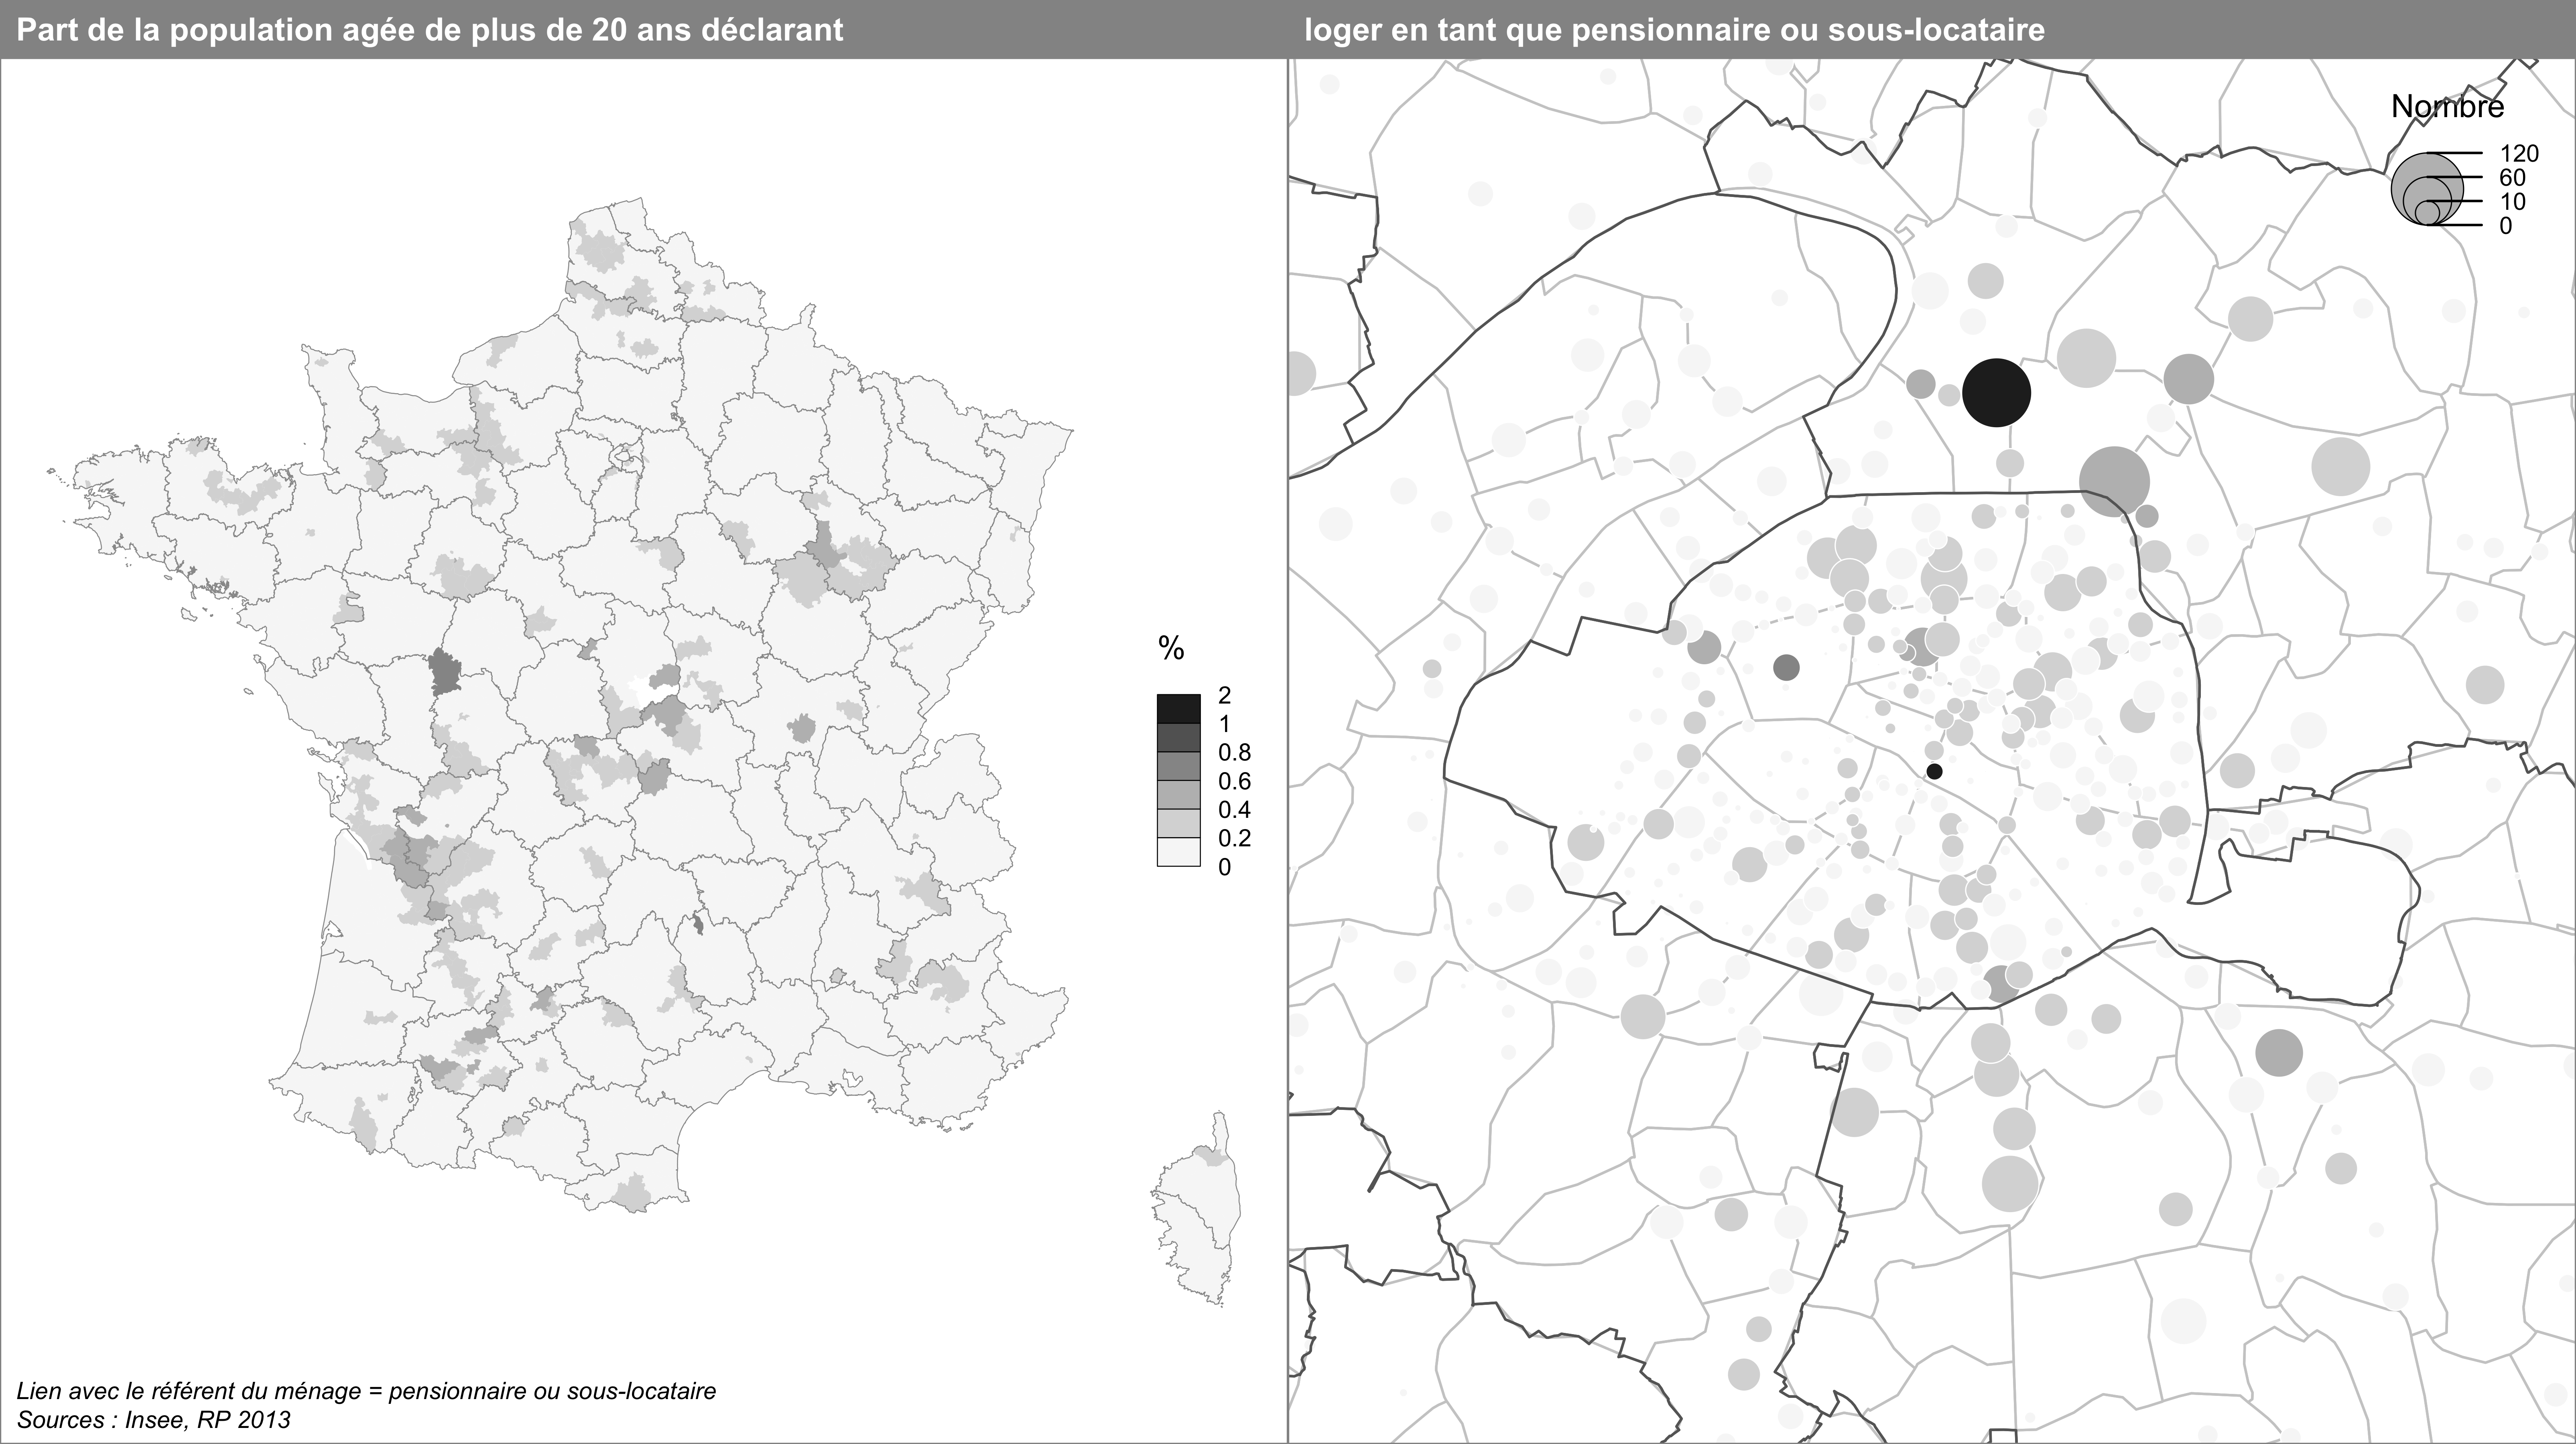 Part de la population agée de plus de 20 ans déclarant
loger en tant que pensionnaire ou sous-locataire
Nombre
120
60
10
0
%
2
1
0.8
0.6
0.4
0.2
0
Lien avec le référent du ménage = pensionnaire ou sous-locataire
Sources : Insee, RP 2013